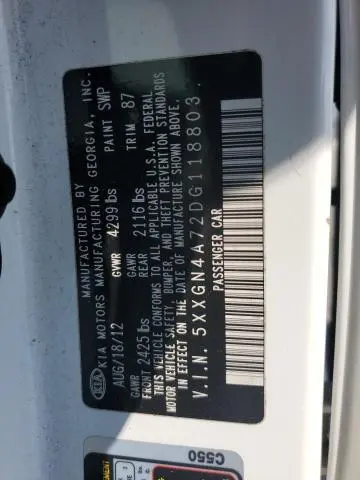 MANUFACTURED BY
KIA KIA MOTORS MANUFACTURING GEORGIA, INC.
AUG/18/12 GVWR 4299 lbs PAINT SWP
GAWR GAWR
FRONT 2425 lbs REAR 2116 lbs TRIM 87
THIS VEHICLE CONFORMS TO ALL APPLICABLE U.S.A. FEDERAL
MOTOR VEHICLE SAFETY, BUMPER, AND THEFT PREVENTION STANDARDS
IN EFFECT ON THE DATE OF MANUFACTURE SHOWN ABOVE.
V.I.N. 5XXGN4A72DG118803.
PASSENGER CAR
C550